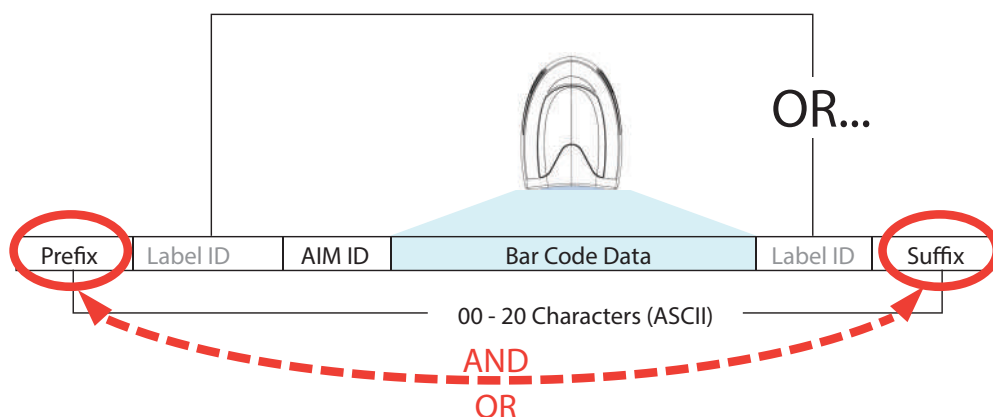 OR...
Prefix Label ID AIM ID Bar Code Data Label ID Suffix
00 - 20 Characters (ASCII)
AND
OR